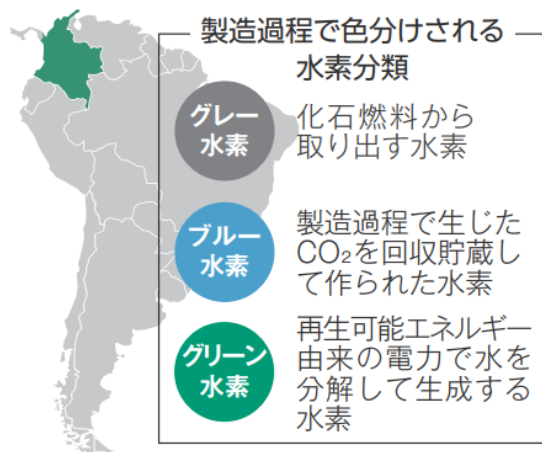 製造過程で色分けされる
水素分類
グレー
水素
化石燃料から
取り出す水素
ブルー
水素
製造過程で生じた
CO₂を回収貯蔵し
て作られた水素
グリーン
水素
再生可能エネルギー
由来の電力で水を
分解して生成する
水素